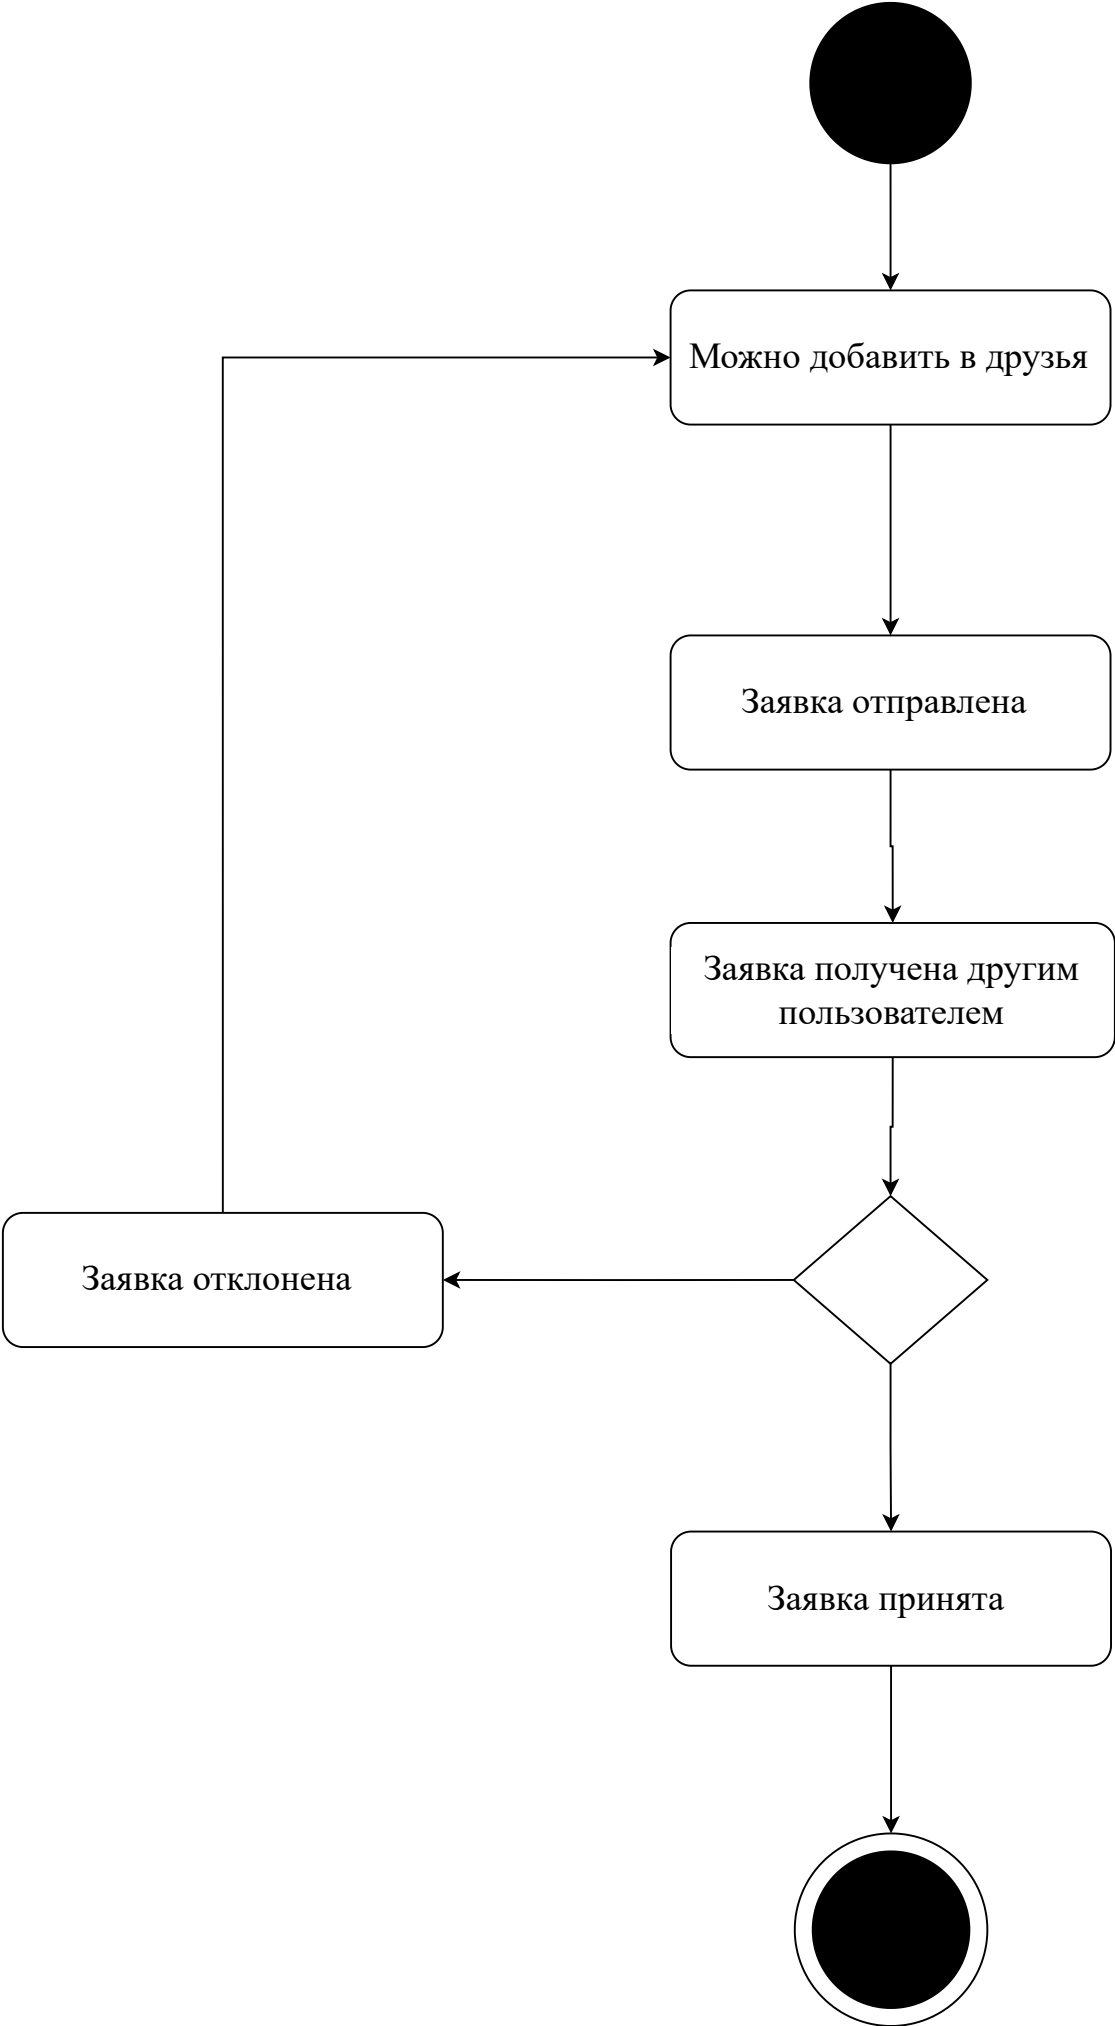 Можно добавить в друзья
Заявка отправлена
Заявка получена другим
пользователем
Заявка отклонена
Заявка принята